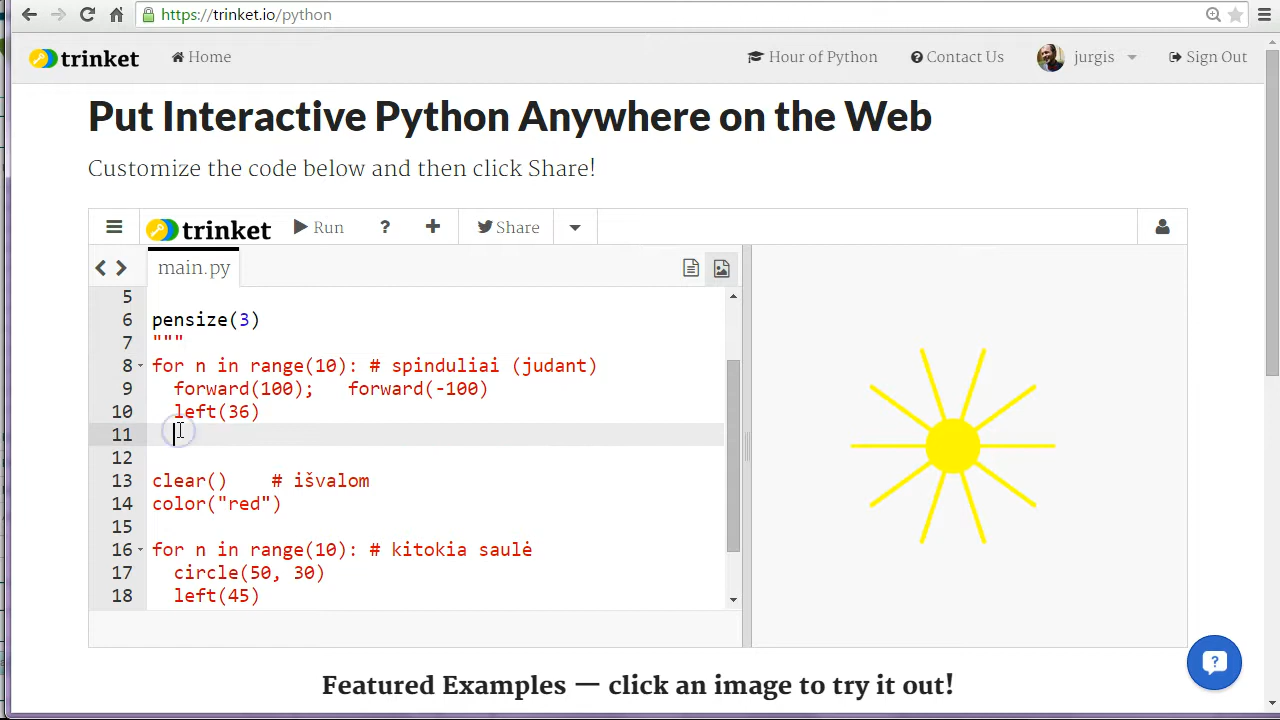 https://trinket.io/python
trinket Home Hour of Python Contact Us jurgis Sign Out
Put Interactive Python Anywhere on the Web
Customize the code below and then click Share!
trinket Run ? + Share
main.py
5
6 pensize(3)
7 """
8 for n in range(10): # spinduliai (judant)
9 forward(100); forward(-100)
10 left(36)
11
12
13 clear() # išvalom
14 color("red")
15
16 for n in range(10): # kitokia saulė
17 circle(50, 30)
18 left(45)
Featured Examples — click an image to try it out!